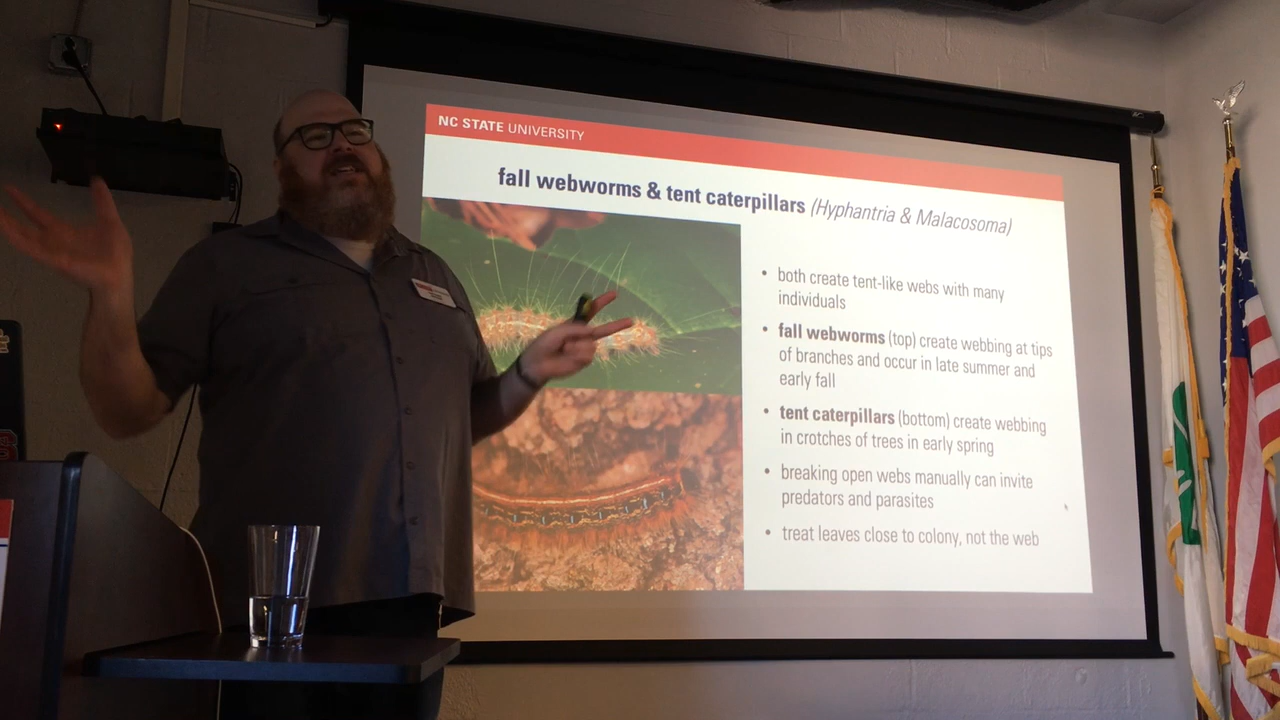 NC STATE UNIVERSITY
fall webworms & tent caterpillars (Hyphantria & Malacosoma)
• both create tent-like webs with many
individuals
• fall webworms (top) create webbing at tips
of branches and occur in late summer and
early fall
• tent caterpillars (bottom) create webbing
in crotches of trees in early spring
• breaking open webs manually can invite
predators and parasites
• treat leaves close to colony, not the web